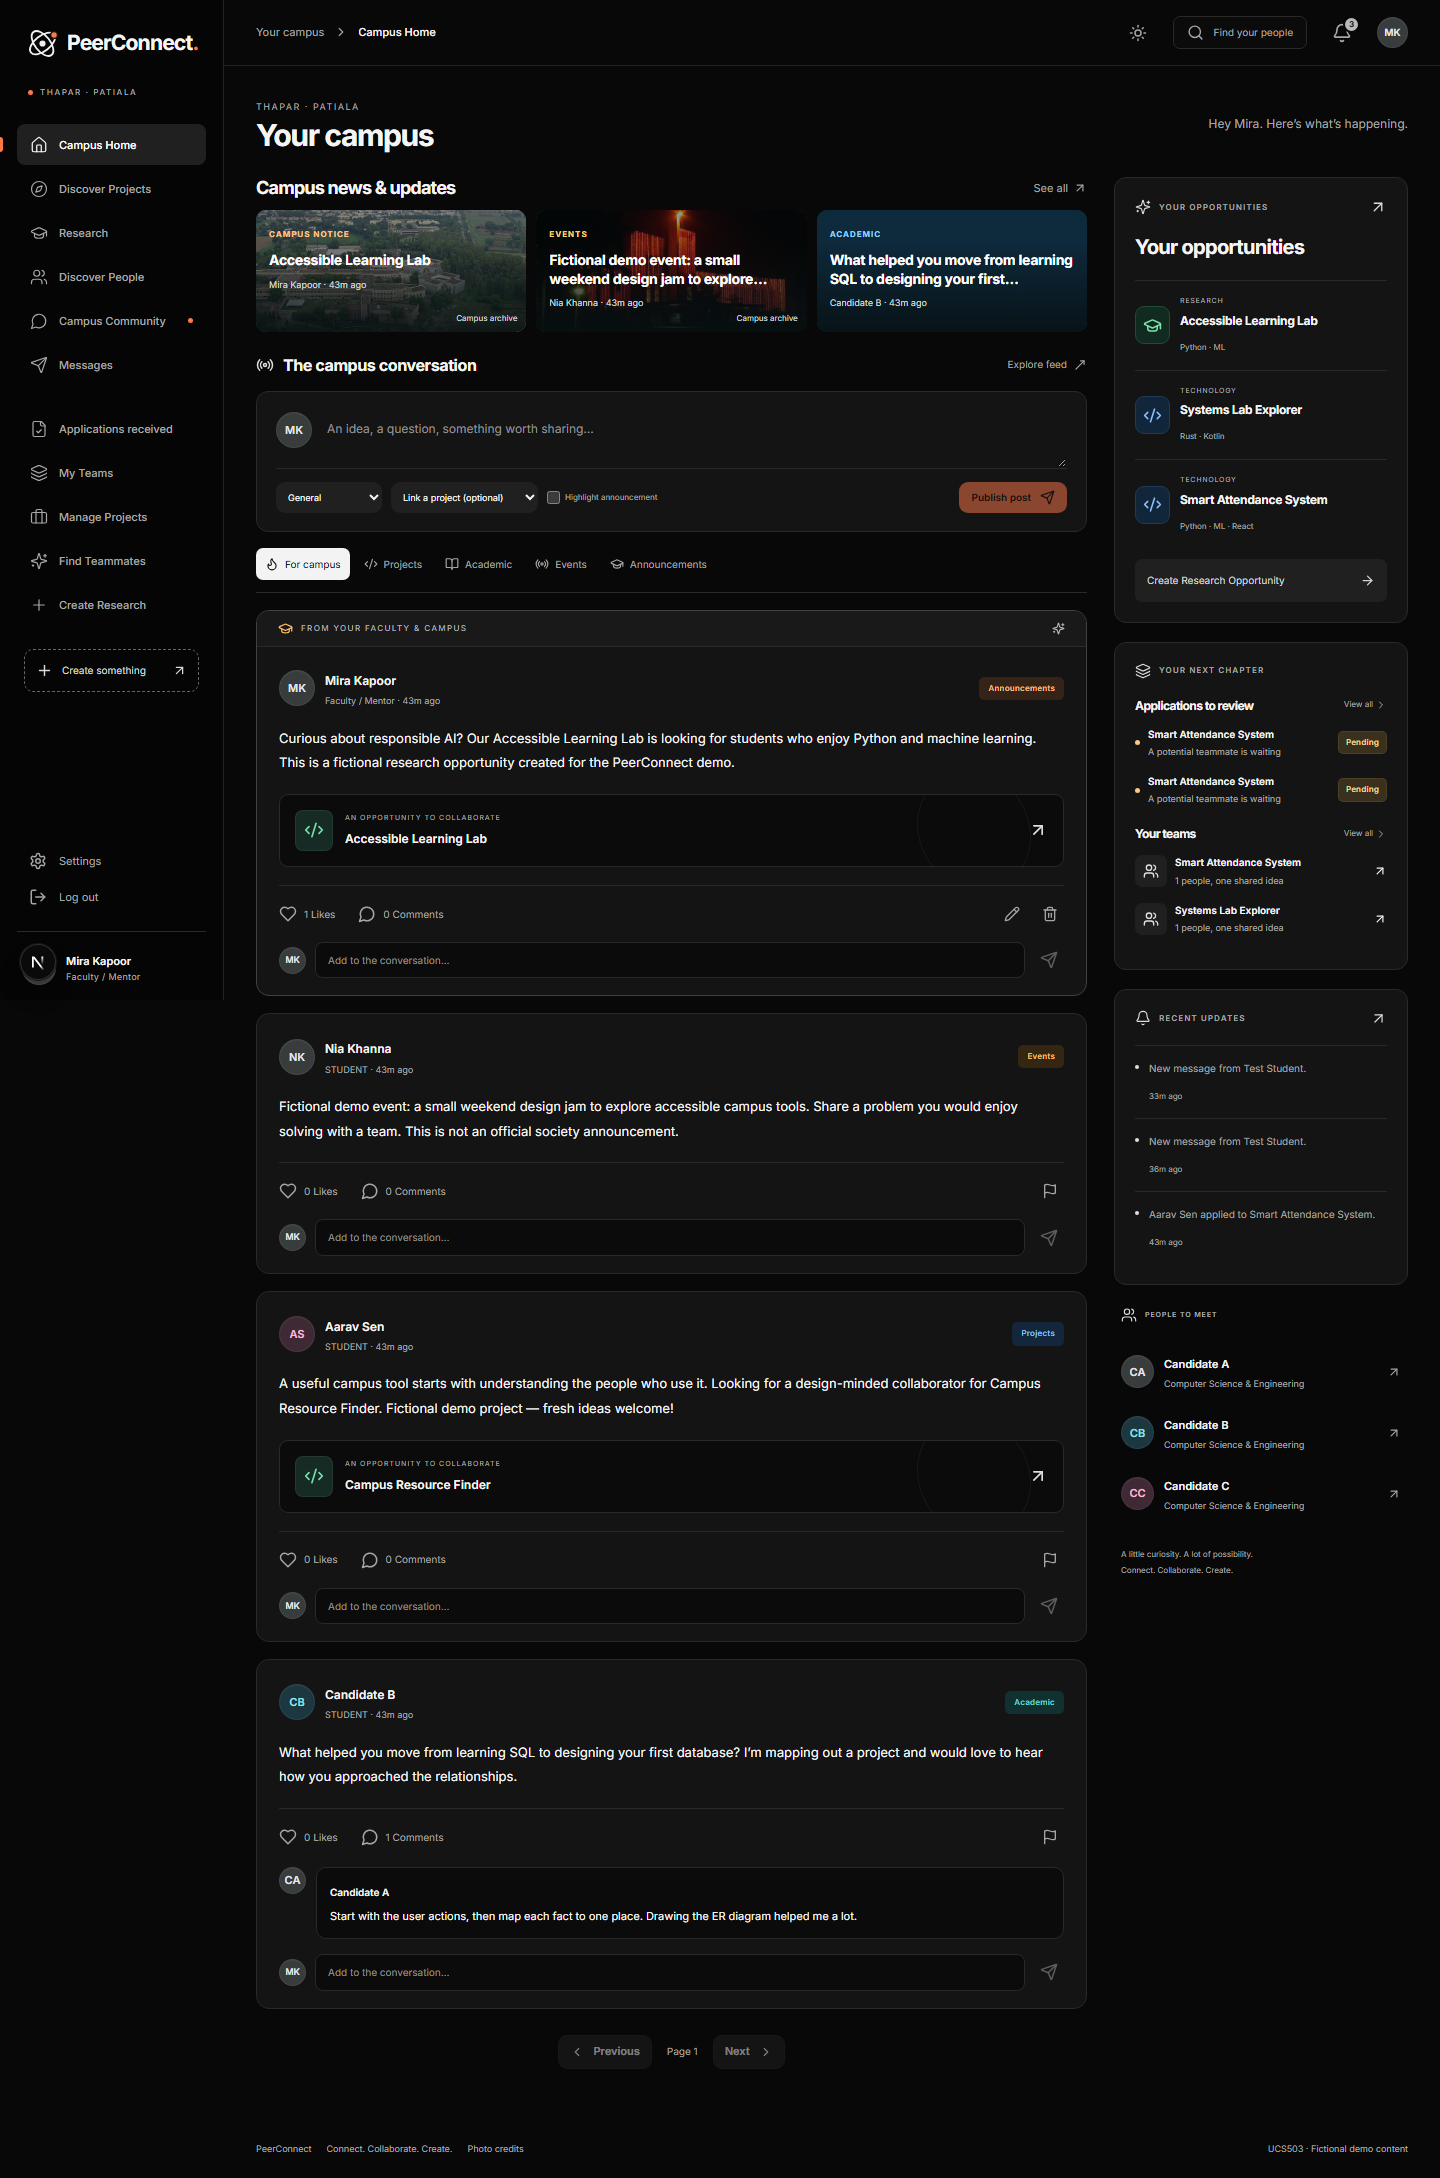 PeerConnect.
THAPAR · PATIALA
Campus Home
Discover Projects
Research
Discover People
Campus Community
Messages
Applications received
My Teams
Manage Projects
Find Teammates
Create Research
Create something
Settings
Log out
N
Mira Kapoor
Faculty / Mentor
Your campus
Campus Home
Find your people
3
MK
THAPAR · PATIALA
Your campus
Hey Mira. Here's what's happening.
Campus news & updates
See all
CAMPUS NOTICE
Accessible Learning Lab
Mira Kapoor · 43m ago
Campus archive
EVENTS
Fictional demo event: a small
weekend design jam to explore...
Nia Khanna · 43m ago
Campus archive
ACADEMIC
What helped you move from learning
SQL to designing your first...
Candidate B · 43m ago
The campus conversation
Explore feed
MK
An idea, a question, something worth sharing...
General
Link a project (optional)
Highlight announcement
Publish post
For campus
Projects
Academic
Events
Announcements
FROM YOUR FACULTY & CAMPUS
MK
Mira Kapoor
Faculty / Mentor · 43m ago
Announcements
Curious about responsible AI? Our Accessible Learning Lab is looking for students who enjoy Python and machine learning.
This is a fictional research opportunity created for the PeerConnect demo.
AN OPPORTUNITY TO COLLABORATE
Accessible Learning Lab
1 Likes
0 Comments
MK
Add to the conversation...
NK
Nia Khanna
STUDENT · 43m ago
Events
Fictional demo event: a small weekend design jam to explore accessible campus tools. Share a problem you would enjoy
solving with a team. This is not an official society announcement.
0 Likes
0 Comments
MK
Add to the conversation...
AS
Aarav Sen
STUDENT · 43m ago
Projects
A useful campus tool starts with understanding the people who use it. Looking for a design-minded collaborator for Campus
Resource Finder. Fictional demo project — fresh ideas welcome!
AN OPPORTUNITY TO COLLABORATE
Campus Resource Finder
0 Likes
0 Comments
MK
Add to the conversation...
CB
Candidate B
STUDENT · 43m ago
Academic
What helped you move from learning SQL to designing your first database? I'm mapping out a project and would love to hear
how you approached the relationships.
0 Likes
1 Comments
CA
Candidate A
Start with the user actions, then map each fact to one place. Drawing the ER diagram helped me a lot.
MK
Add to the conversation...
Previous
Page 1
Next
YOUR OPPORTUNITIES
Your opportunities
RESEARCH
Accessible Learning Lab
Python · ML
TECHNOLOGY
Systems Lab Explorer
Rust · Kotlin
TECHNOLOGY
Smart Attendance System
Python · ML · React
Create Research Opportunity
YOUR NEXT CHAPTER
Applications to review
View all
Smart Attendance System
A potential teammate is waiting
Pending
Smart Attendance System
A potential teammate is waiting
Pending
Your teams
View all
Smart Attendance System
1 people, one shared idea
Systems Lab Explorer
1 people, one shared idea
RECENT UPDATES
New message from Test Student.
33m ago
New message from Test Student.
36m ago
Aarav Sen applied to Smart Attendance System.
43m ago
PEOPLE TO MEET
CA
Candidate A
Computer Science & Engineering
CB
Candidate B
Computer Science & Engineering
CC
Candidate C
Computer Science & Engineering
A little curiosity. A lot of possibility.
Connect. Collaborate. Create.
PeerConnect
Connect. Collaborate. Create.
Photo credits
UCS503 · Fictional demo content